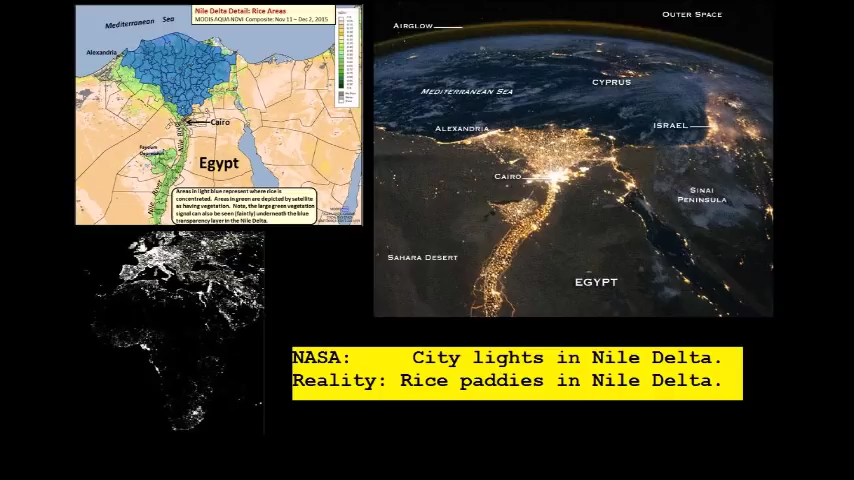 Nile Delta Detail: Rice Areas
MODIS AQUA NDVI Composite: Nov 11 – Dec 2, 2015
Mediterranean Sea
Alexandria
Cairo
Nile River
Egypt
Nile
Areas in light blue represent where rice is
concentrated. Areas in green are depicted by satellite
as having vegetation. Note, the large green vegetation
signal can also be seen (faintly) underneath the blue
transparency layer in the Nile Delta.
AIRGLOW
OUTER SPACE
CYPRUS
MEDITERRANEAN SEA
ALEXANDRIA
ISRAEL
CAIRO
SINAI
PENINSULA
SAHARA DESERT
EGYPT
NASA: City lights in Nile Delta.
Reality: Rice paddies in Nile Delta.